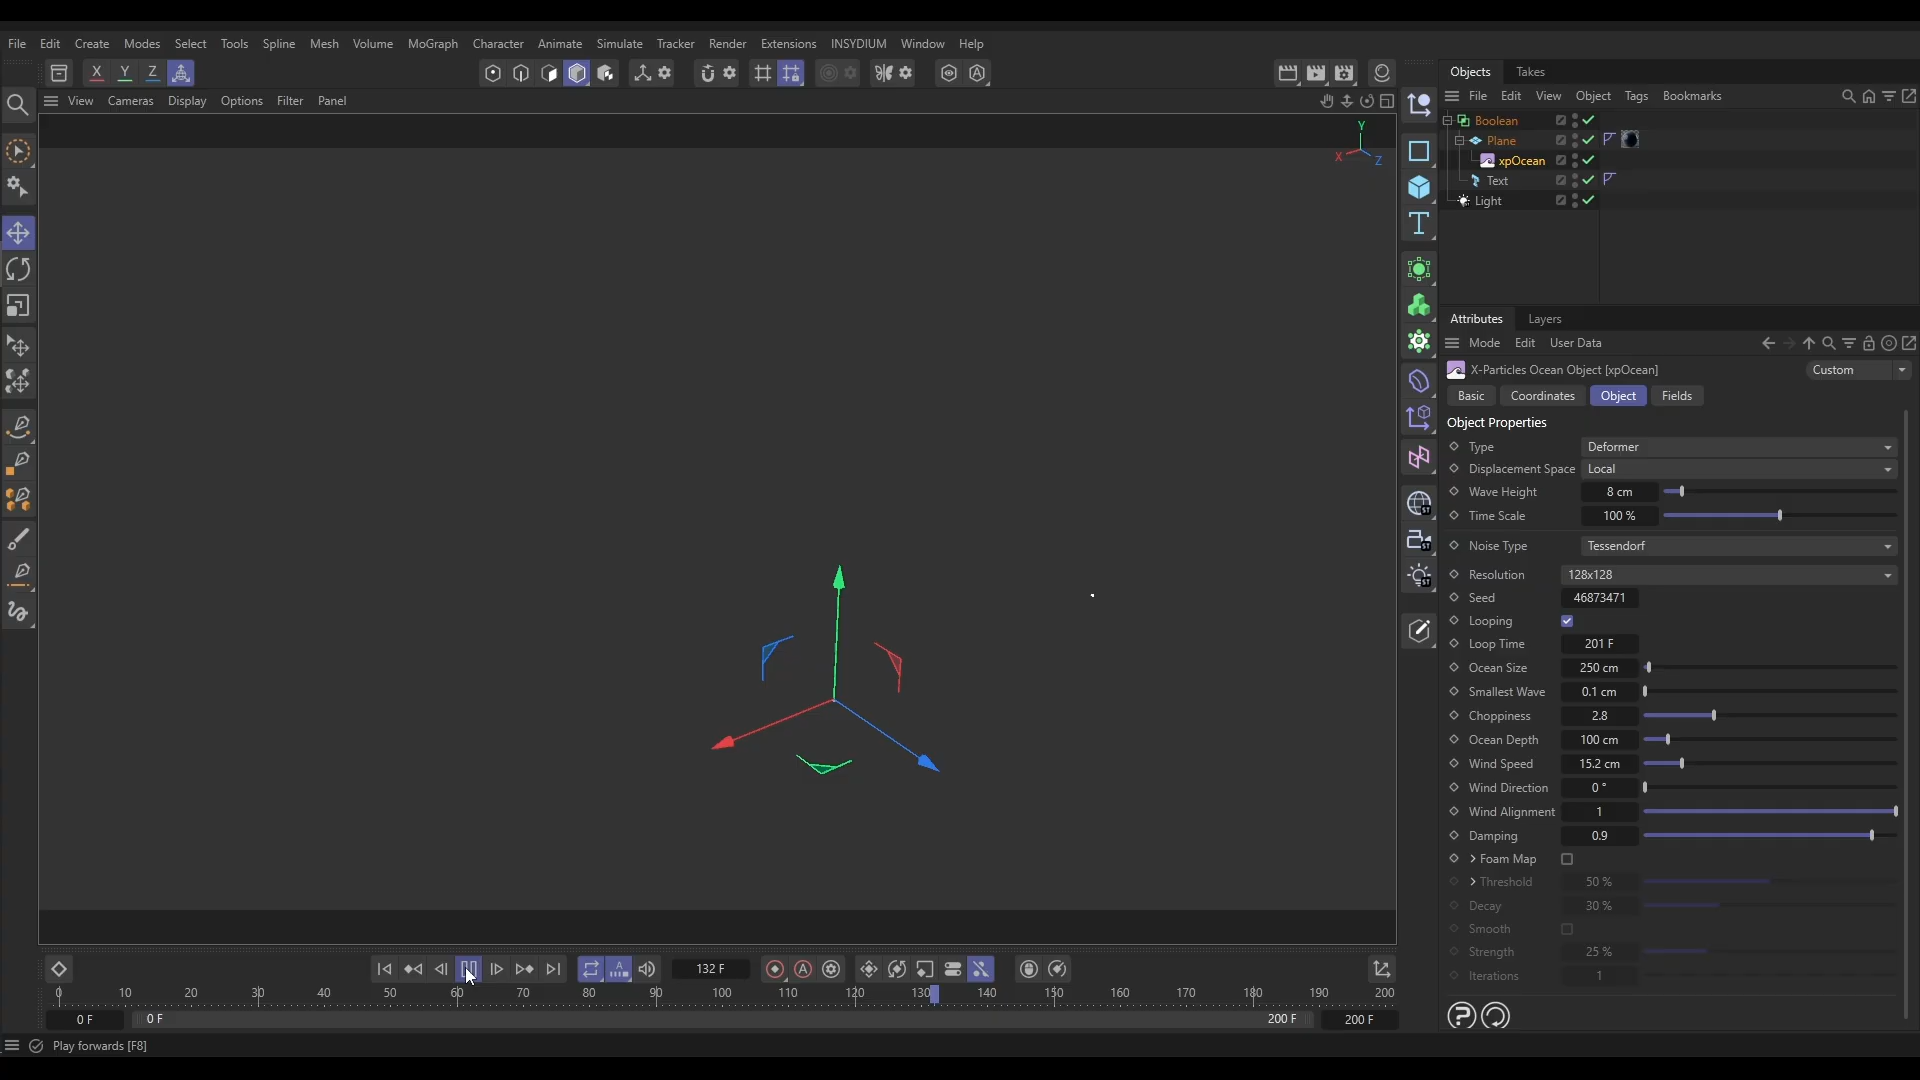 File Edit Create Modes Select Tools Spline Mesh Volume MoGraph Character Animate Simulate Tracker Render Extensions INSYDIUM Window Help
X Y Z
View Cameras Display Options Filter Panel
Y
X
Z
Objects Takes
File Edit View Object Tags Bookmarks
Boolean
Plane
xpOcean
Text
Light
Attributes Layers
Mode Edit User Data
X-Particles Ocean Object [xpOcean] Custom
Basic Coordinates Object Fields
Object Properties
Type Deformer
Displacement Space Local
Wave Height 8 cm
Time Scale 100 %
Noise Type Tessendorf
Resolution 128x128
Seed 46873471
Looping
Loop Time 201 F
Ocean Size 250 cm
Smallest Wave 0.1 cm
Choppiness 2.8
Ocean Depth 100 cm
Wind Speed 15.2 cm
Wind Direction 0 °
Wind Alignment 1
Damping 0.9
Foam Map
Threshold 50 %
Decay 30 %
Smooth
Strength 25 %
Iterations 1
132 F
0 10 20 30 40 50 60 70 80 90 100 110 120 130 140 150 160 170 180 190 200
0 F 0 F 200 F 200 F
Play forwards [F8]